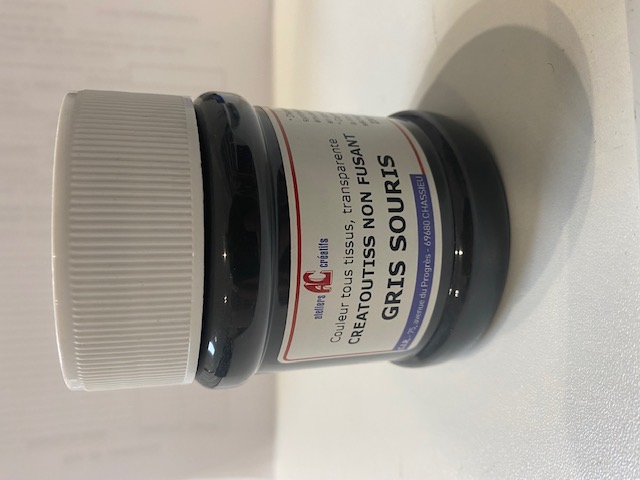 ateliers AC créatifs
Couleur tous tissus, transparente
CREATOUTISS NON FUSANT
GRIS SOURIS
75, avenue du Progrès - 69680 CHASSIEU